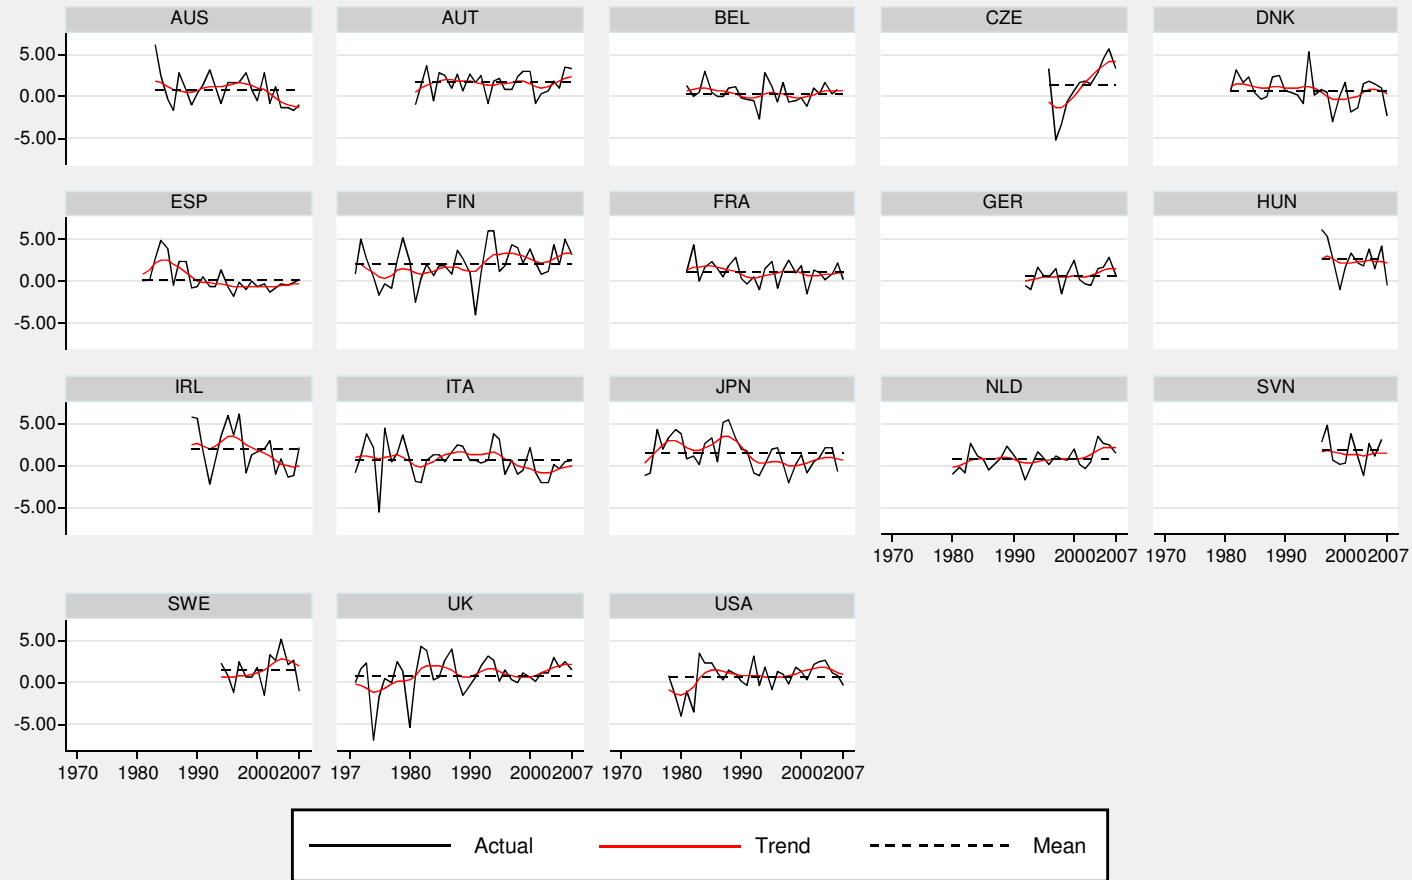 AUS AUT BEL CZE DNK
5.00
0.00
-5.00
ESP FIN FRA GER HUN
5.00
0.00
-5.00
IRL ITA JPN NLD SVN
5.00
0.00
-5.00
1970 1980 1990 20002007 1970 1980 1990 20002007
SWE UK USA
5.00
0.00
-5.00
1970 1980 1990 20002007 197 1980 1990 20002007 1970 1980 1990 20002007
Actual Trend Mean